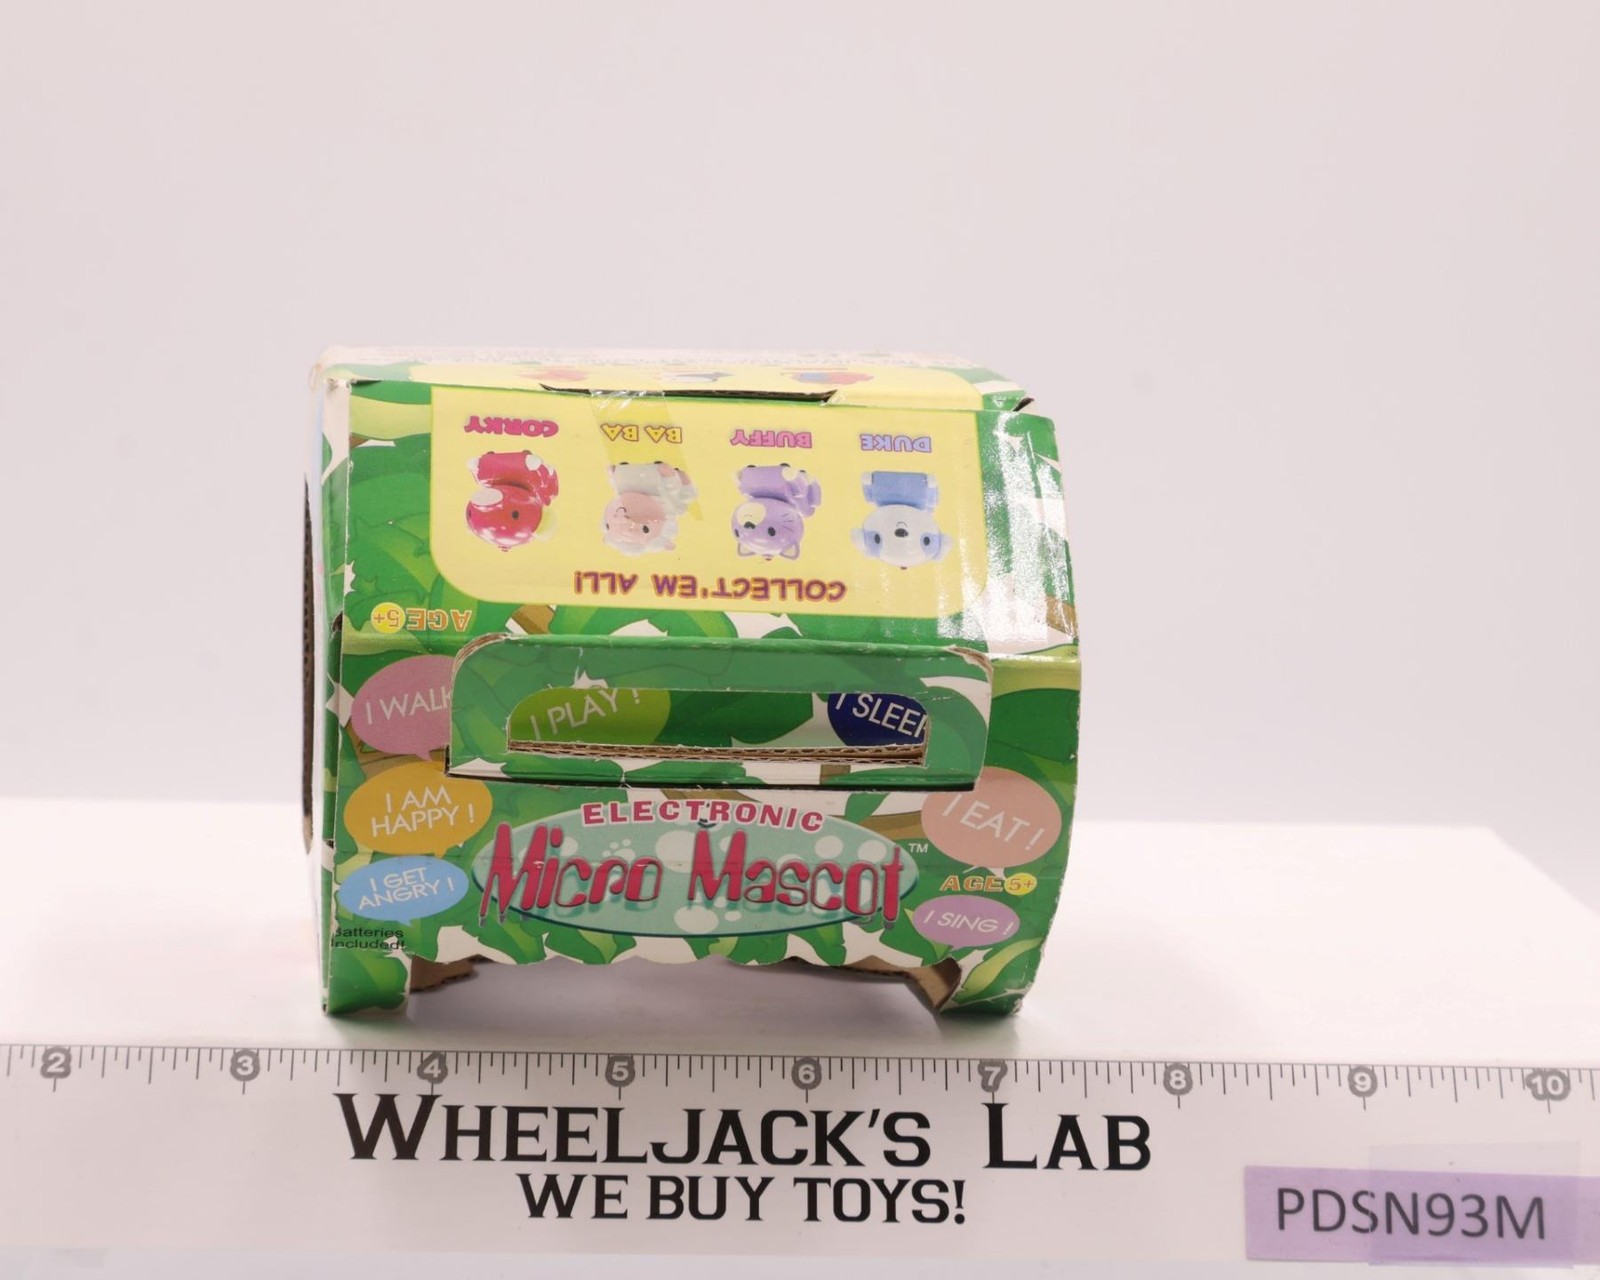 CORKY
BA BA
BUFFY
DUKE
COLLECT'EM ALL!
AGE 5+
I WALK
I PLAY !
I SLEEP
I AM
HAPPY !
I EAT !
ELECTRONIC
Micro Mascot™
I GET
ANGRY !
AGE 5+
I SING !
Batteries
Included!
2 3 4 5 6 7 8 9 10
WHEELJACK'S LAB
WE BUY TOYS!
PDSN93M